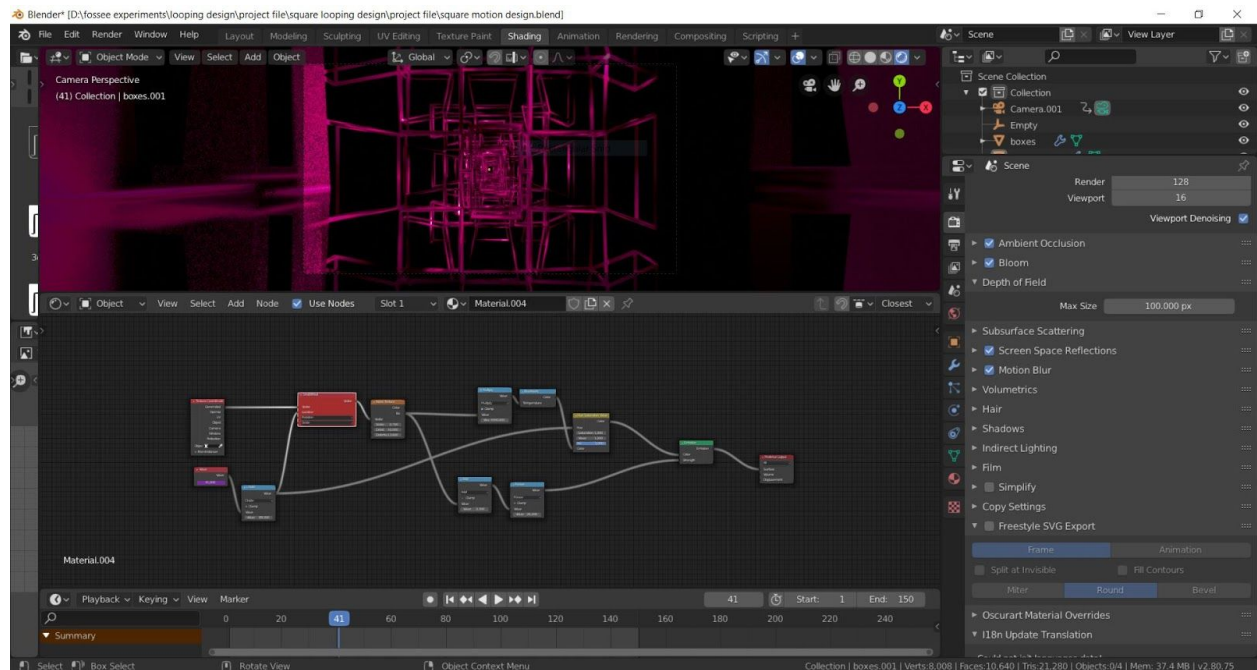 Blender* [D:\fossee experiments\looping design\project file\square looping design\project file\square motion design.blend]
File Edit Render Window Help Layout Modeling Sculpting UV Editing Texture Paint Shading Animation Rendering Compositing Scripting + Scene View Layer
Object Mode View Select Add Object Global
Camera Perspective
(41) Collection | boxes.001
Scene Collection
Collection
Camera.001
Empty
boxes
Scene
Render 128
Viewport 16
Viewport Denoising
Ambient Occlusion
Bloom
Depth of Field
Max Size 100.000 px
Subsurface Scattering
Screen Space Reflections
Motion Blur
Volumetrics
Hair
Shadows
Indirect Lighting
Film
Simplify
Copy Settings
Freestyle SVG Export
Frame Animation
Split at Invisible Fill Contours
Miter Round Bevel
Oscurart Material Overrides
I18n Update Translation
Object View Select Add Node Use Nodes Slot 1 Material.004 Closest
Material.004
Playback Keying View Marker 41 Start: 1 End: 150
0 20 41 60 80 100 120 140 160 180 200 220 240
Summary
Select Box Select Rotate View Object Context Menu Collection | boxes.001 | Verts:8,008 | Faces:10,640 | Tris:21,280 | Objects:0/4 | Mem: 37.4 MB | v2.80.75